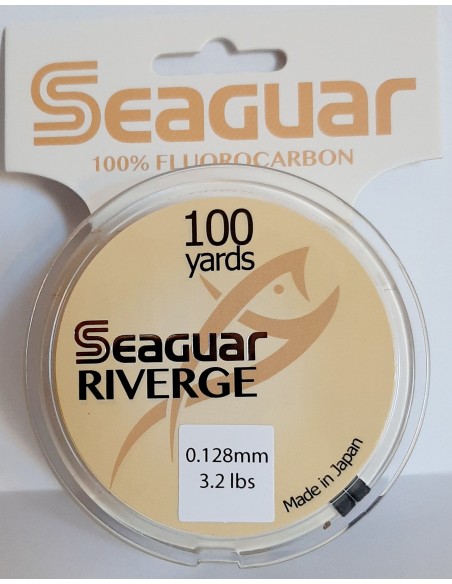 Seaguar
100% FLUOROCARBON
100
yards
Seaguar
RIVERGE
0.128mm
3.2 lbs
Made in Japan